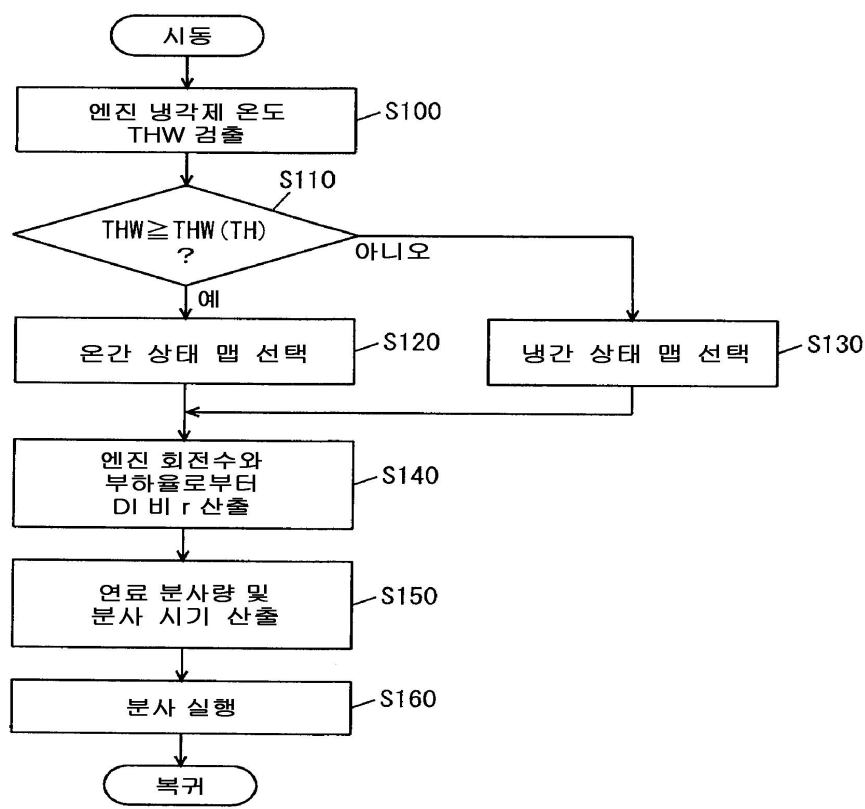 시동
엔진 냉각제 온도
THW 검출
S100
S110
THW≧THW(TH)
?
아니오
예
온간 상태 맵 선택
S120
냉간 상태 맵 선택
S130
엔진 회전수와
부하율로부터
DI 비 r 산출
S140
연료 분사량 및
분사 시기 산출
S150
분사 실행
S160
복귀